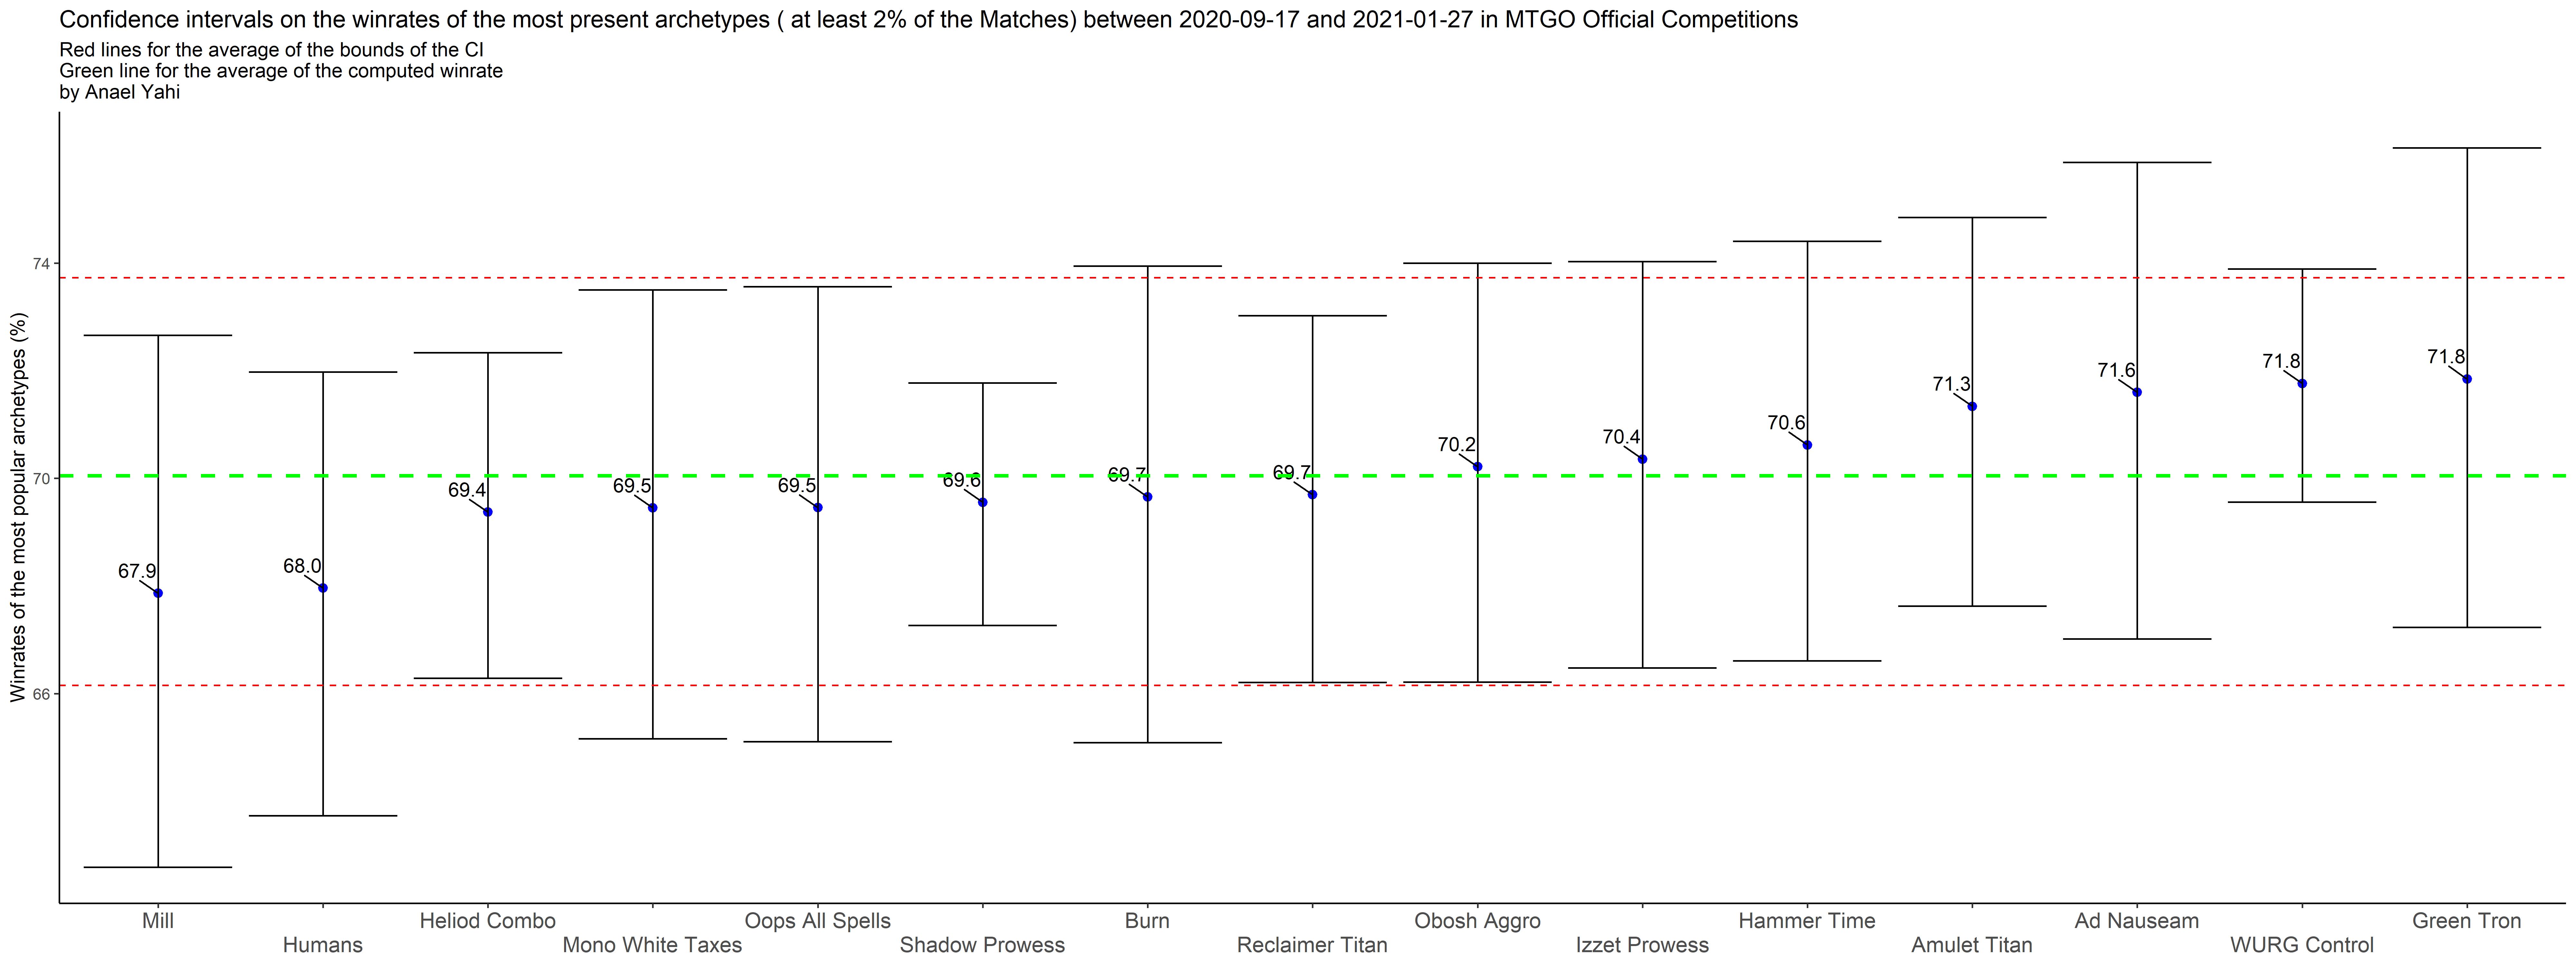 Confidence intervals on the winrates of the most present archetypes ( at least 2% of the Matches) between 2020-09-17 and 2021-01-27 in MTGO Official Competitions
Red lines for the average of the bounds of the CI
Green line for the average of the computed winrate
by Anael Yahi
Winrates of the most popular archetypes (%)
74
70
66
67.9
68.0
69.4
69.5
69.5
69.6
69.7
69.7
70.2
70.4
70.6
71.3
71.6
71.8
71.8
Mill
Humans
Heliod Combo
Mono White Taxes
Oops All Spells
Shadow Prowess
Burn
Reclaimer Titan
Obosh Aggro
Izzet Prowess
Hammer Time
Amulet Titan
Ad Nauseam
WURG Control
Green Tron